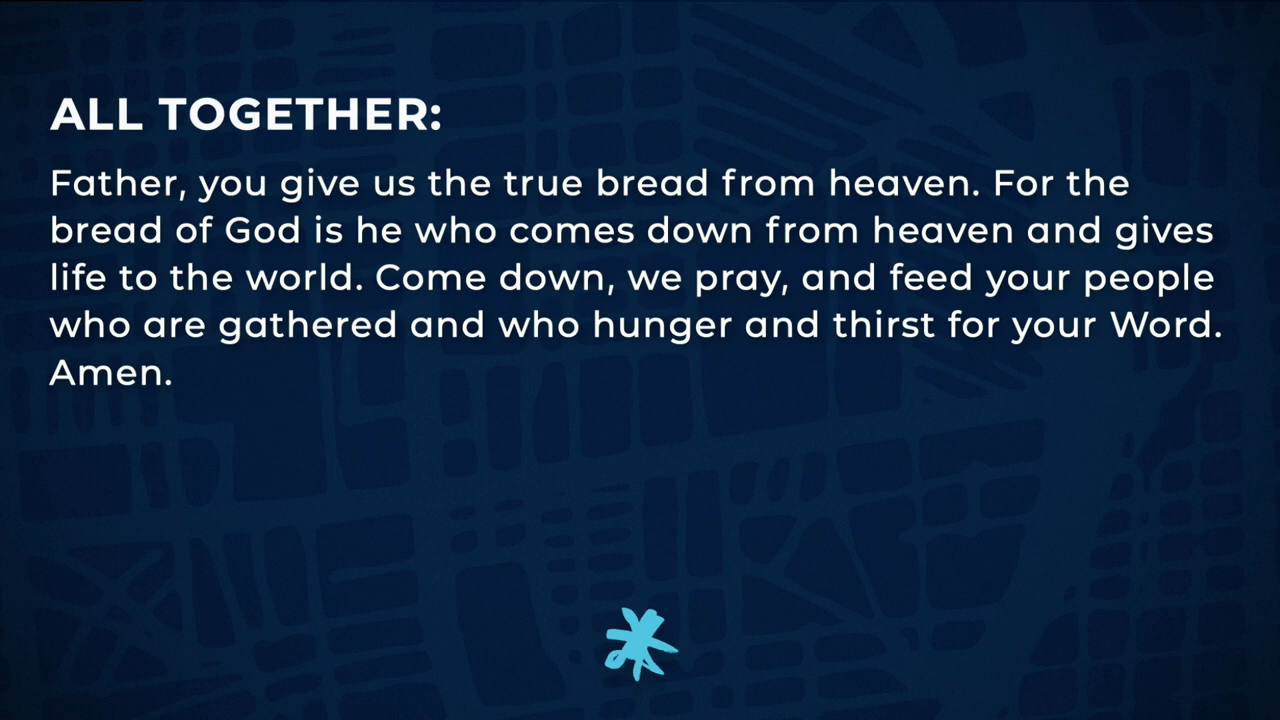 ALL TOGETHER:
Father, you give us the true bread from heaven. For the
bread of God is he who comes down from heaven and gives
life to the world. Come down, we pray, and feed your people
who are gathered and who hunger and thirst for your Word.
Amen.